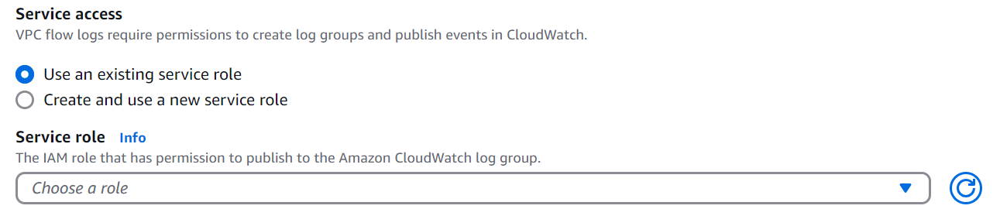 Service access
VPC flow logs require permissions to create log groups and publish events in CloudWatch.
Use an existing service role
Create and use a new service role
Service role Info
The IAM role that has permission to publish to the Amazon CloudWatch log group.
Choose a role